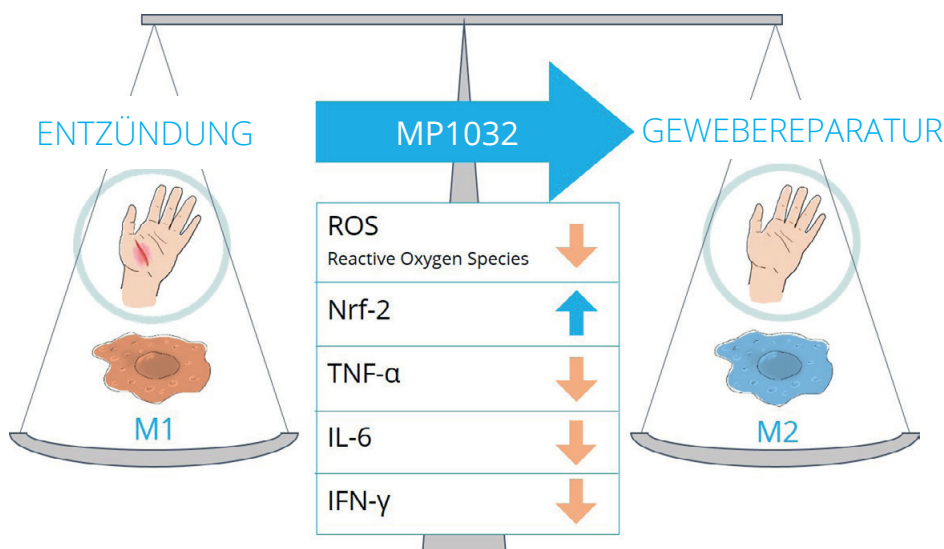 ENTZÜNDUNG
MP1032
GEWEBEREPARATUR
ROS
Reactive Oxygen Species
Nrf-2
TNF-α
IL-6
IFN-γ
M1
M2